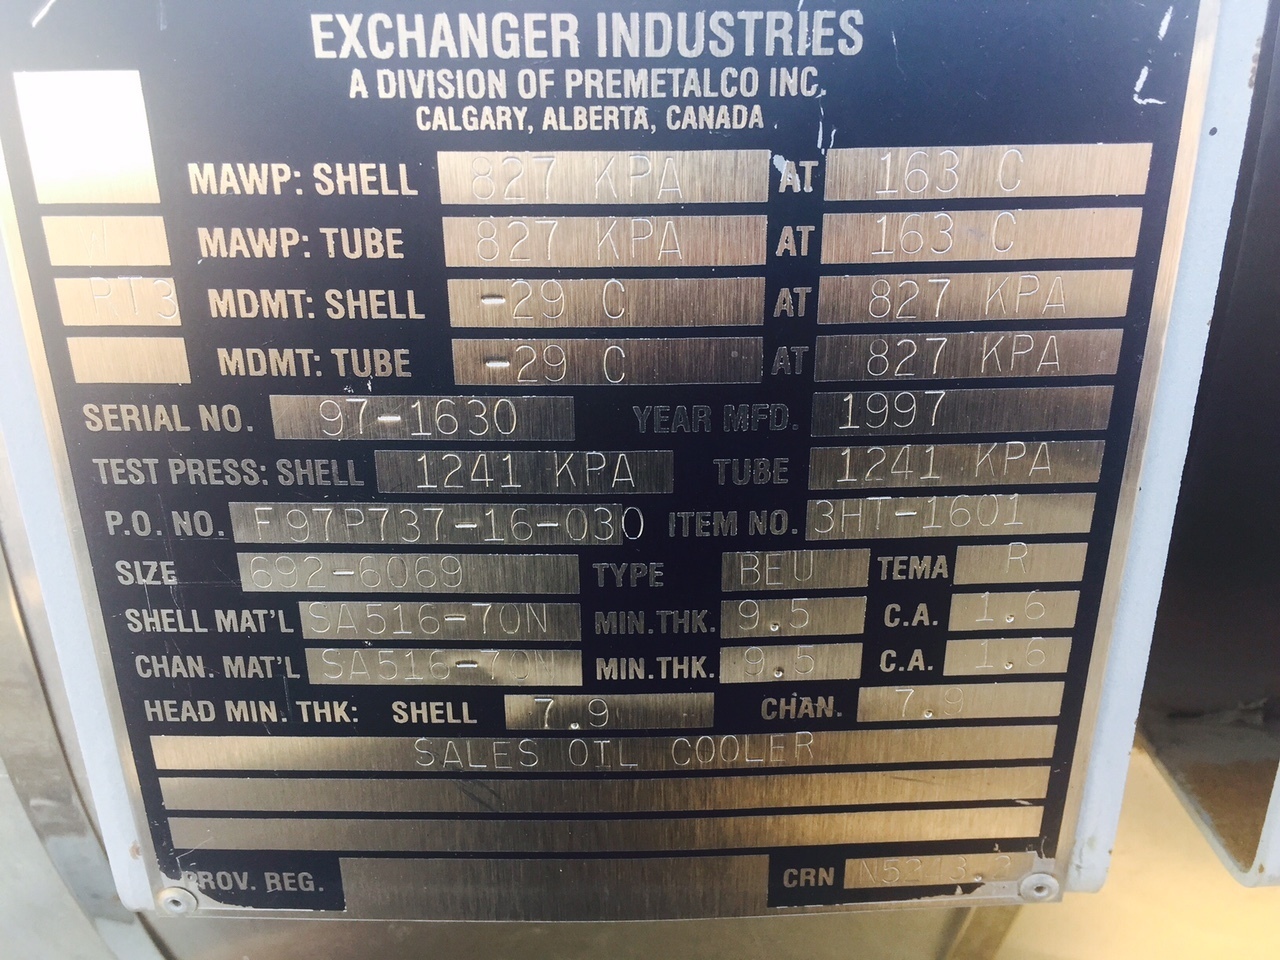 EXCHANGER INDUSTRIES
A DIVISION OF PREMETALCO INC.
CALGARY, ALBERTA, CANADA
MAWP: SHELL 827 KPA AT 163 C
MAWP: TUBE 827 KPA AT 163 C
RT3 MDMT: SHELL -29 C AT 827 KPA
MDMT: TUBE -29 C AT 827 KPA
SERIAL NO. 97-1630 YEAR MFD. 1997
TEST PRESS: SHELL 1241 KPA TUBE 1241 KPA
P.O. NO. F97P737-16-030 ITEM NO. 3HT-1601
SIZE 692-6069 TYPE BEU TEMA R
SHELL MAT'L SA516-70N MIN.THK. 9.5 C.A. 1.6
CHAN. MAT'L SA516-70N MIN.THK. 9.5 C.A. 1.6
HEAD MIN. THK: SHELL 7.9 CHAN. 7.9
SALES OIL COOLER
PROV. REG. CRN